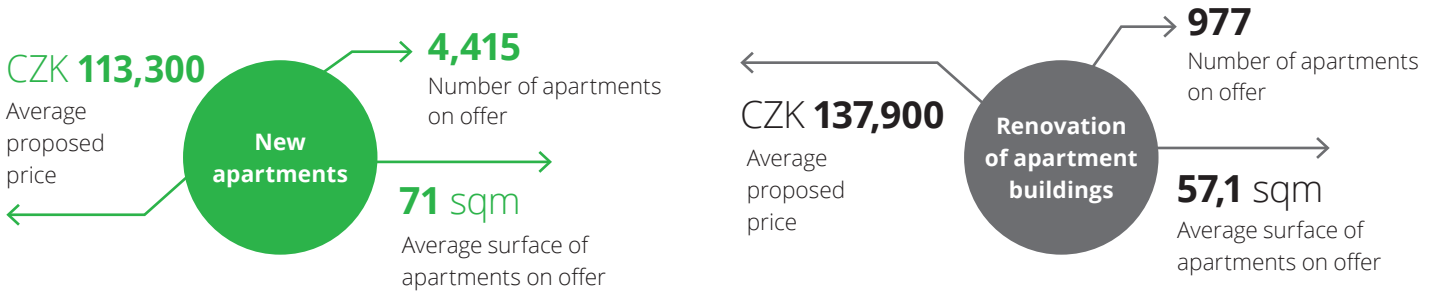 CZK 113,300
Average
proposed
price
New
apartments
4,415
Number of apartments
on offer
71 sqm
Average surface of
apartments on offer
CZK 137,900
Average
proposed
price
Renovation
of apartment
buildings
977
Number of apartments
on offer
57,1 sqm
Average surface of
apartments on offer